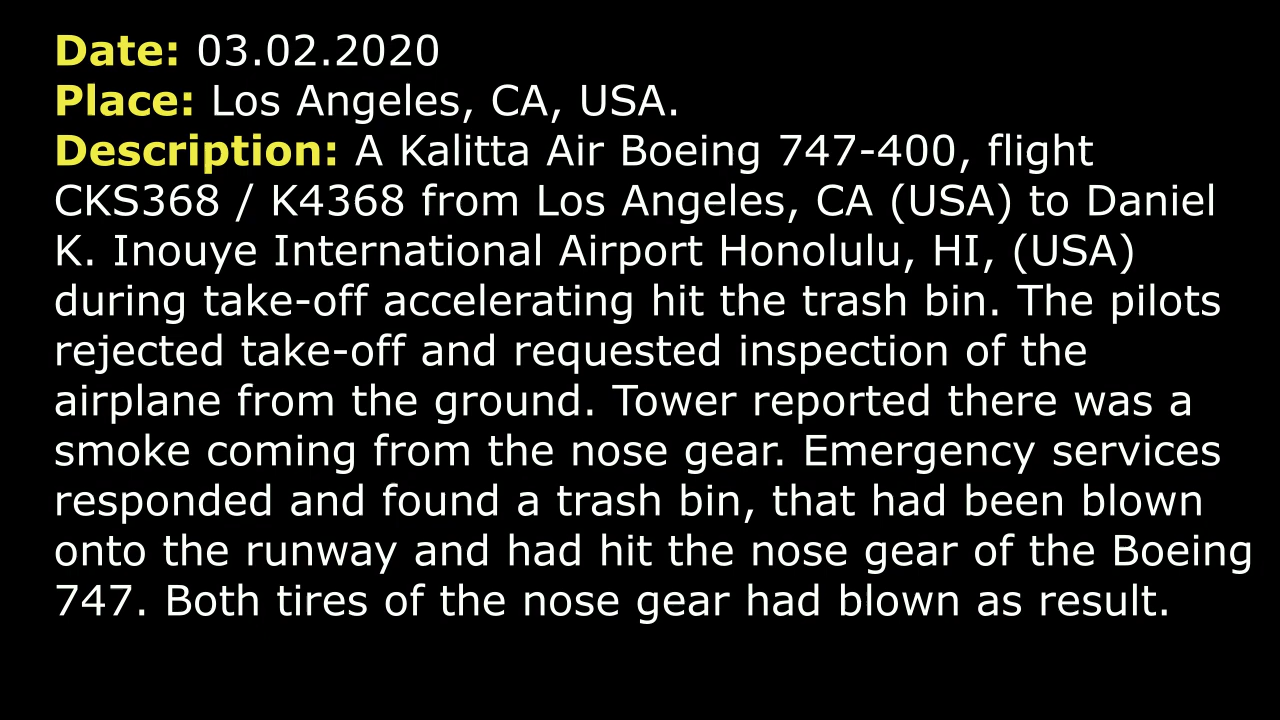 Date: 03.02.2020
Place: Los Angeles, CA, USA.
Description: A Kalitta Air Boeing 747-400, flight
CKS368 / K4368 from Los Angeles, CA (USA) to Daniel
K. Inouye International Airport Honolulu, HI, (USA)
during take-off accelerating hit the trash bin. The pilots
rejected take-off and requested inspection of the
airplane from the ground. Tower reported there was a
smoke coming from the nose gear. Emergency services
responded and found a trash bin, that had been blown
onto the runway and had hit the nose gear of the Boeing
747. Both tires of the nose gear had blown as result.